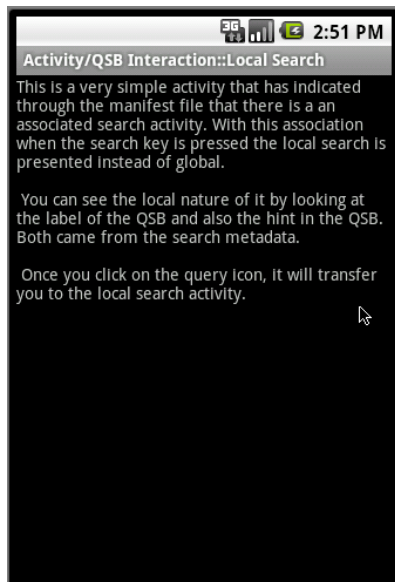 3G 2:51 PM
Activity/QSB Interaction::Local Search
This is a very simple activity that has indicated
through the manifest file that there is a an
associated search activity. With this association
when the search key is pressed the local search is
presented instead of global.
You can see the local nature of it by looking at
the label of the QSB and also the hint in the QSB.
Both came from the search metadata.
Once you click on the query icon, it will transfer
you to the local search activity.